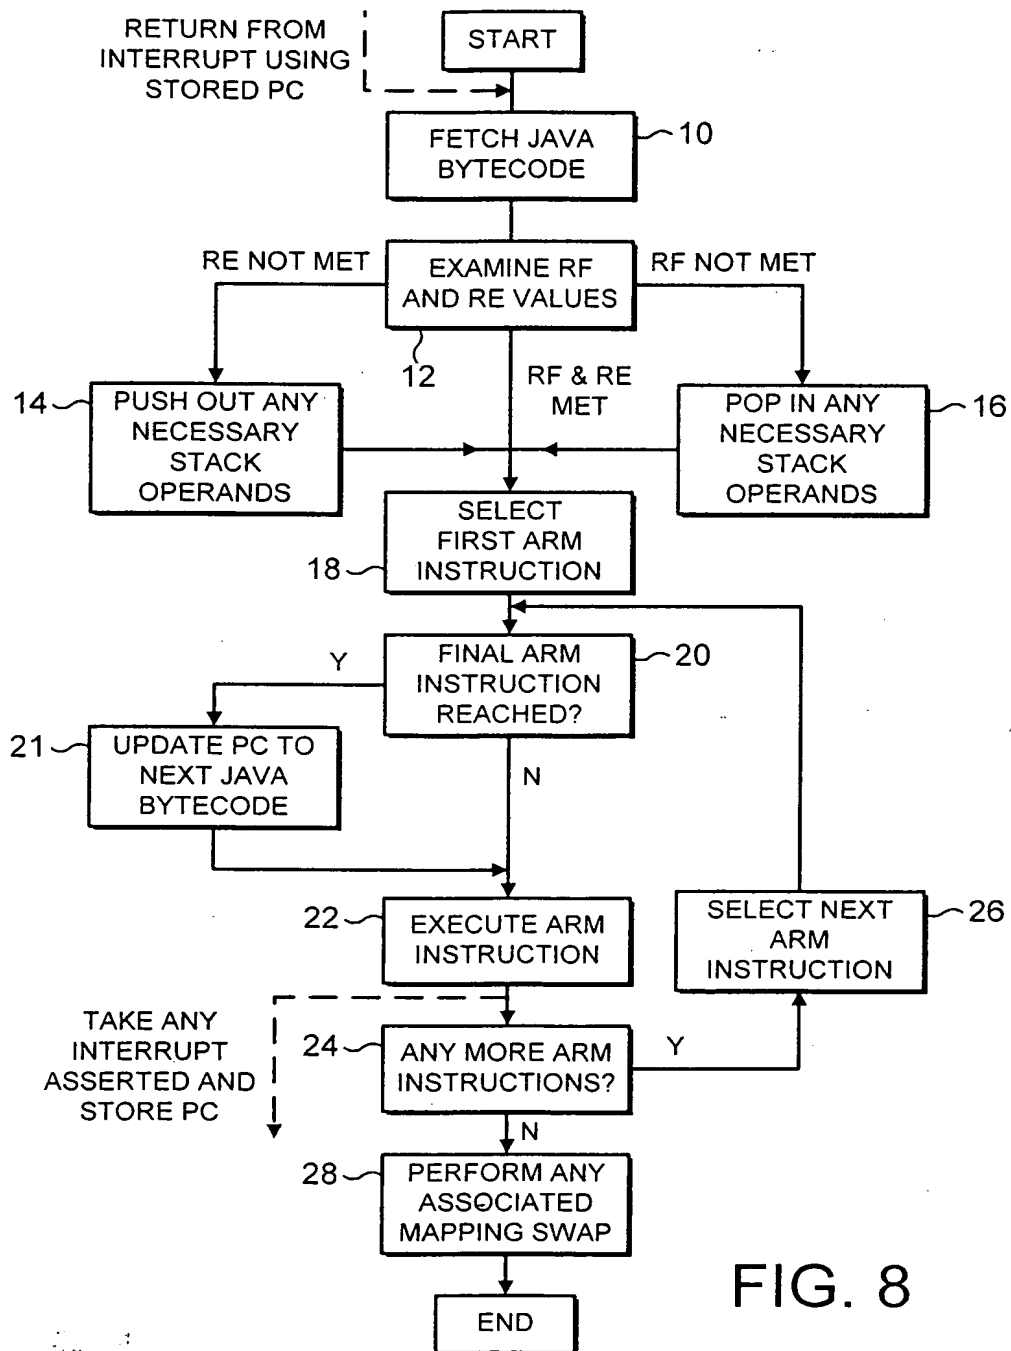 RETURN FROM
INTERRUPT USING
STORED PC
START
FETCH JAVA
BYTECODE
10
RE NOT MET
EXAMINE RF
AND RE VALUES
RF NOT MET
12
RF & RE
MET
14
PUSH OUT ANY
NECESSARY
STACK
OPERANDS
POP IN ANY
NECESSARY
STACK
OPERANDS
16
SELECT
FIRST ARM
INSTRUCTION
18
Y
FINAL ARM
INSTRUCTION
REACHED?
20
21
UPDATE PC TO
NEXT JAVA
BYTECODE
N
22
EXECUTE ARM
INSTRUCTION
SELECT NEXT
ARM
INSTRUCTION
26
TAKE ANY
INTERRUPT
ASSERTED AND
STORE PC
24
ANY MORE ARM
INSTRUCTIONS?
Y
N
28
PERFORM ANY
ASSOCIATED
MAPPING SWAP
END
FIG. 8